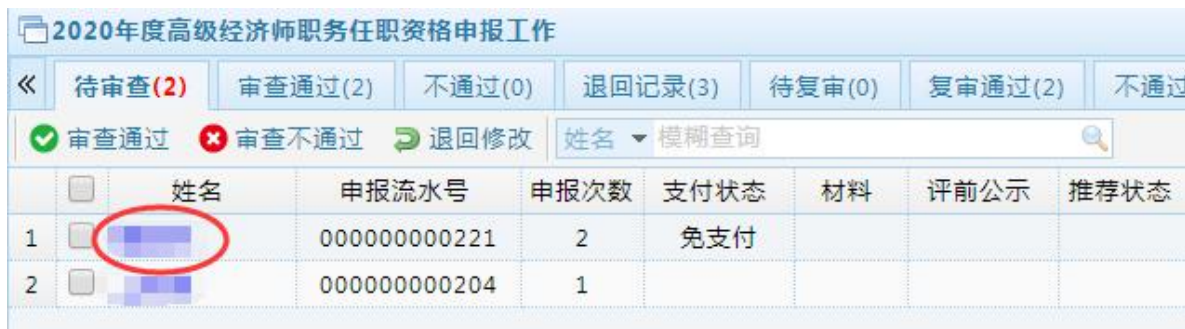 2020年度高级经济师职务任职资格申报工作
« 待审查(2) 审查通过(2) 不通过(0) 退回记录(3) 待复审(0) 复审通过(2) 不通过
审查通过 审查不通过 退回修改 姓名 模糊查询
姓名 申报流水号 申报次数 支付状态 材料 评前公示 推荐状态
1 000000000221 2 免支付
2 000000000204 1